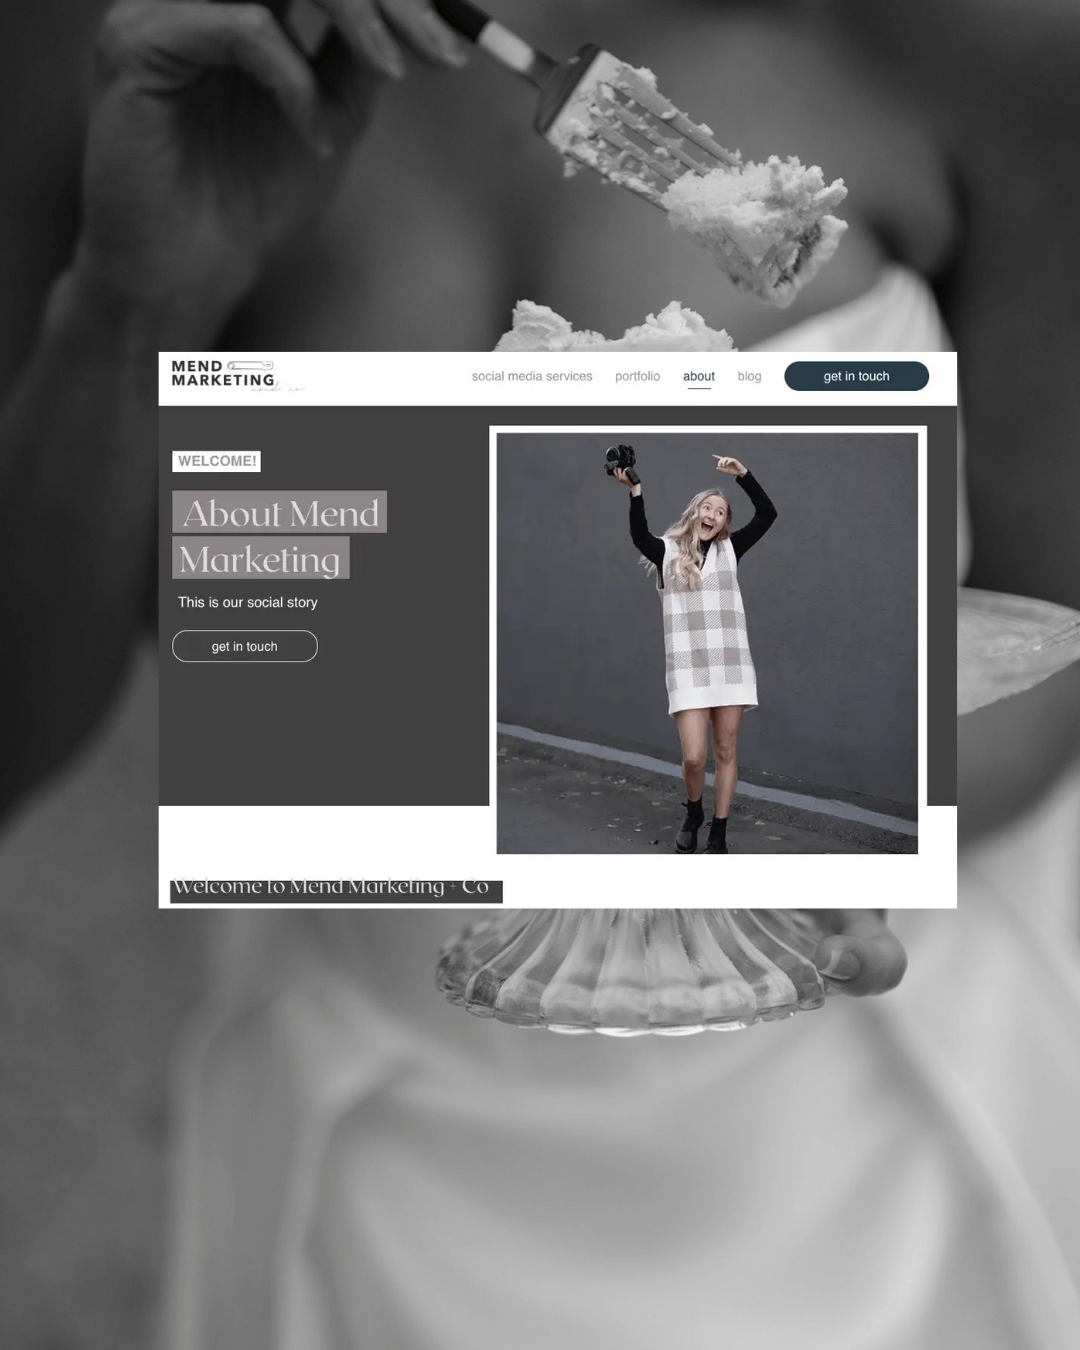 MEND
MARKETING
social media services portfolio about blog get in touch
WELCOME!
About Mend
Marketing
This is our social story
get in touch
Welcome to Mend Marketing + Co